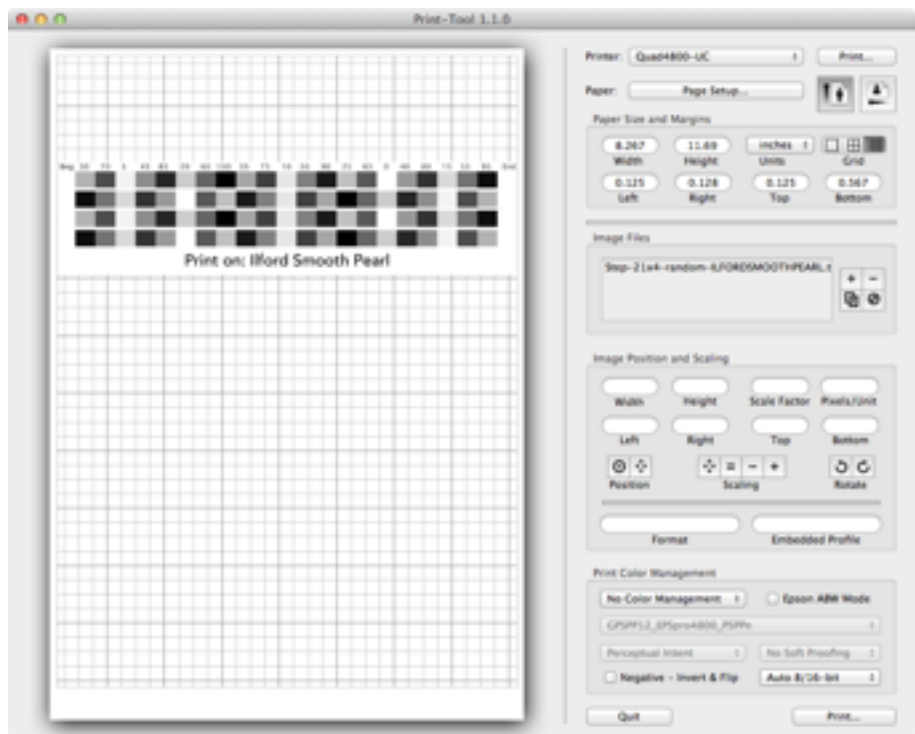 Print-Tool 1.1.0
Printer: Quad4800-UC Print...
Paper: Page Setup...
Paper Size and Margins
8.267 11.69 inches
Width Height Units Grid
0.125 0.128 0.125 0.567
Left Right Top Bottom
Print on: Ilford Smooth Pearl
Image Files
Step-21x4-random-ILFORDSMOOTHPEARL.t
Image Position and Scaling
Width Height Scale Factor Pixels/Unit
Left Right Top Bottom
Position Scaling Rotate
Format Embedded Profile
Print Color Management
No Color Management Epson ABW Mode
Perceptual Intent No Soft Proofing
Negative - Invert & Flip Auto 8/16-bit
Quit Print...